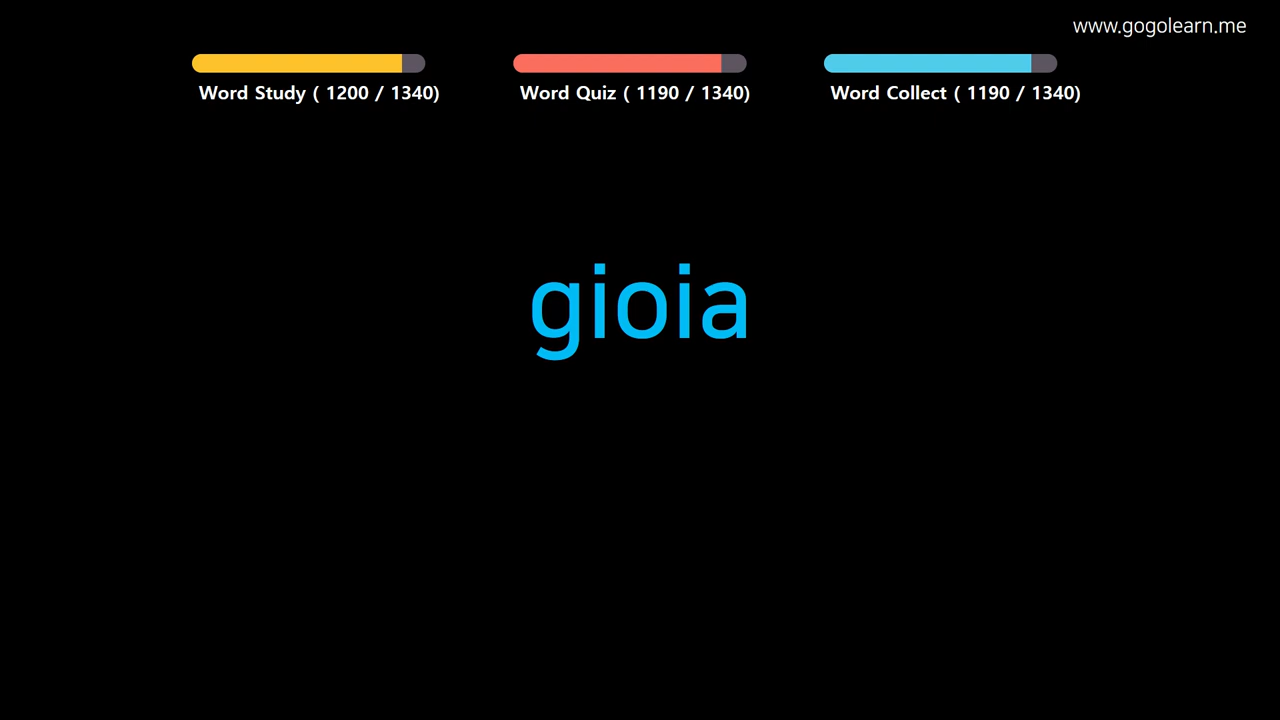 www.gogolearn.me
Word Study ( 1200 / 1340)
Word Quiz ( 1190 / 1340)
Word Collect ( 1190 / 1340)
gioia